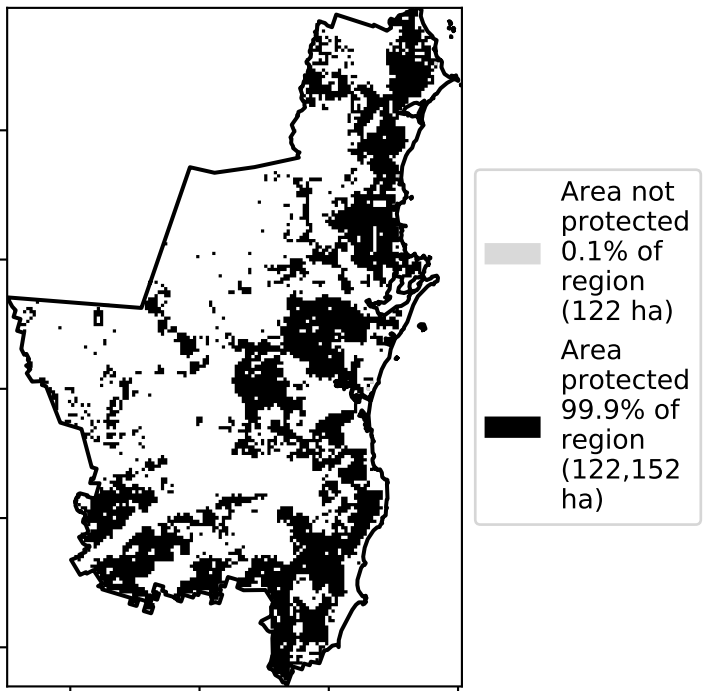 Area not
protected
0.1% of
region
(122 ha)
Area
protected
99.9% of
region
(122,152
ha)